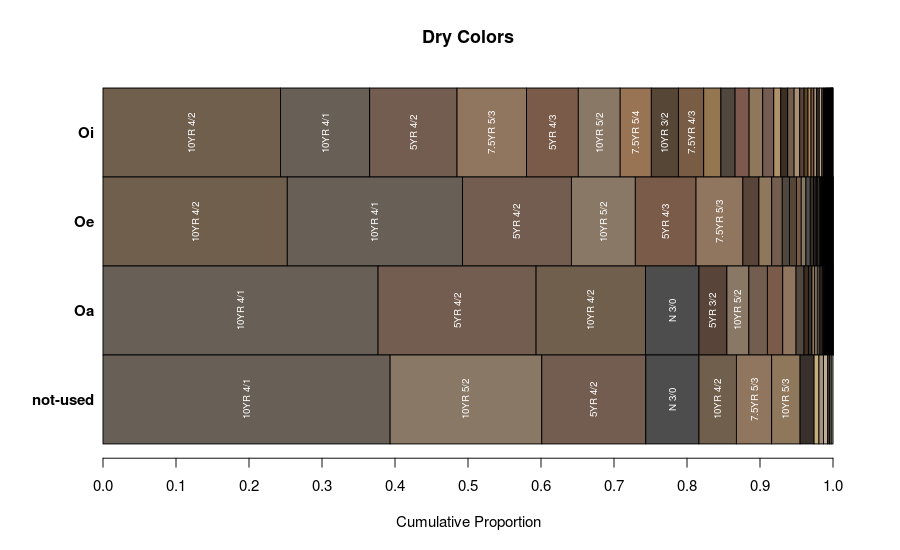 Dry Colors
Oi
10YR 4/2
10YR 4/1
5YR 4/2
7.5YR 5/3
5YR 4/3
10YR 5/2
7.5YR 5/4
10YR 3/2
7.5YR 4/3
Oe
10YR 4/2
10YR 4/1
5YR 4/2
10YR 5/2
5YR 4/3
7.5YR 5/3
Oa
10YR 4/1
5YR 4/2
10YR 4/2
N 3/0
5YR 3/2
10YR 5/2
not-used
10YR 4/1
10YR 5/2
5YR 4/2
N 3/0
10YR 4/2
7.5YR 5/3
10YR 5/3
0.0 0.1 0.2 0.3 0.4 0.5 0.6 0.7 0.8 0.9 1.0
Cumulative Proportion